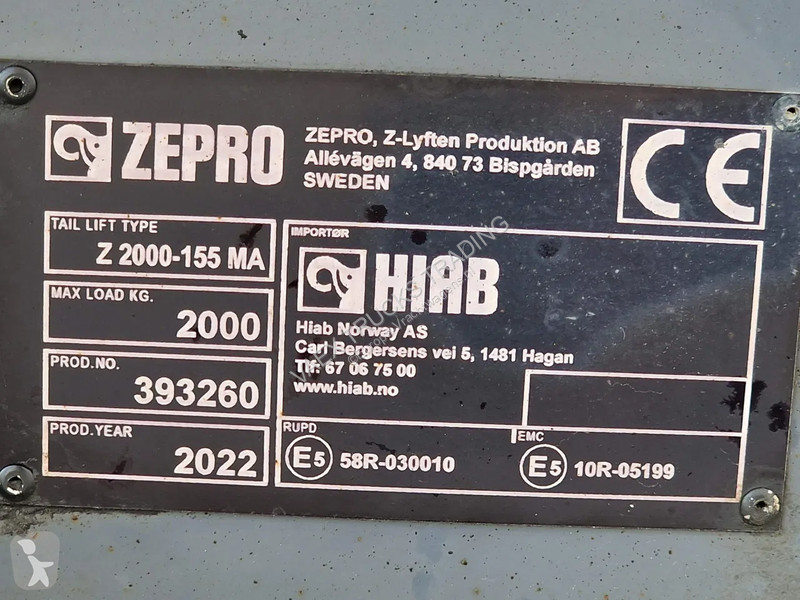 ZEPRO
ZEPRO, Z-Lyften Produktion AB
Allévägen 4, 840 73 Bispgården
SWEDEN
CE
TAIL LIFT TYPE
Z 2000-155 MA
MAX LOAD KG.
2000
PROD.NO.
393260
PROD.YEAR
2022
IMPORTØR
HIAB
Hiab Norway AS
Carl Bergersens vei 5, 1481 Hagan
Tlf: 67 06 75 00
www.hiab.no
RUPD
E5 58R-030010
EMC
E5 10R-05199
TRUCKS TRADING